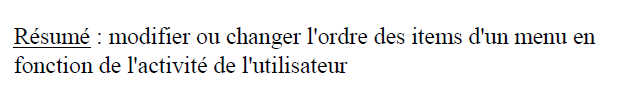 Résumé : modifier ou changer l'ordre des items d'un menu en
fonction de l'activité de l'utilisateur